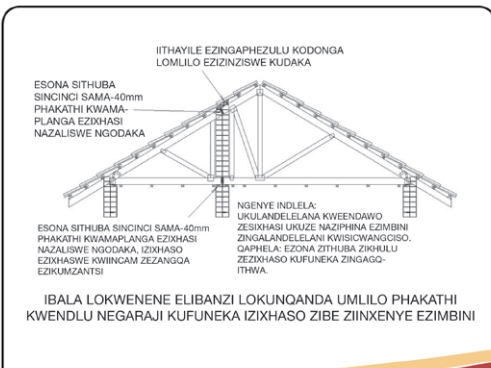 IITHAYILE EZINGAPHEZULU KODONGA
LOMLILO EZIZINZISWE KUDAKA
ESONA SITHUBA
SINCINCI SAMA-40mm
PHAKATHI KWAMA-
PLANGA EZIXHASI
NAZALISWE NGODAKA
ESONA SITHUBA SINCINCI SAMA-40mm
PHAKATHI KWAMAPLANGA EZIXHASI
NAZALISWE NGODAKA, IZIXHASO
EZIXHASWE KWIINCAM ZEZANGQA
EZIKUMZANTSI
NGENYE INDLELA:
UKULANDELELANA KWEENDAWO
ZESIXHASI UKUZE NAZIPHINA EZIMBINI
ZINGALANDELELANI KWISICWANGCISO.
QAPHELA: EZONA ZITHUBA ZIKHULU
ZEZIXHASO KUFUNEKA ZINGAGQ-
ITHWA.
IBALA LOKWENENE ELIBANZI LOKUNQANDA UMLILO PHAKATHI
KWENDLU NEGARAJI KUFUNEKA IZIXHASO ZIBE ZIINXENYE EZIMBINI